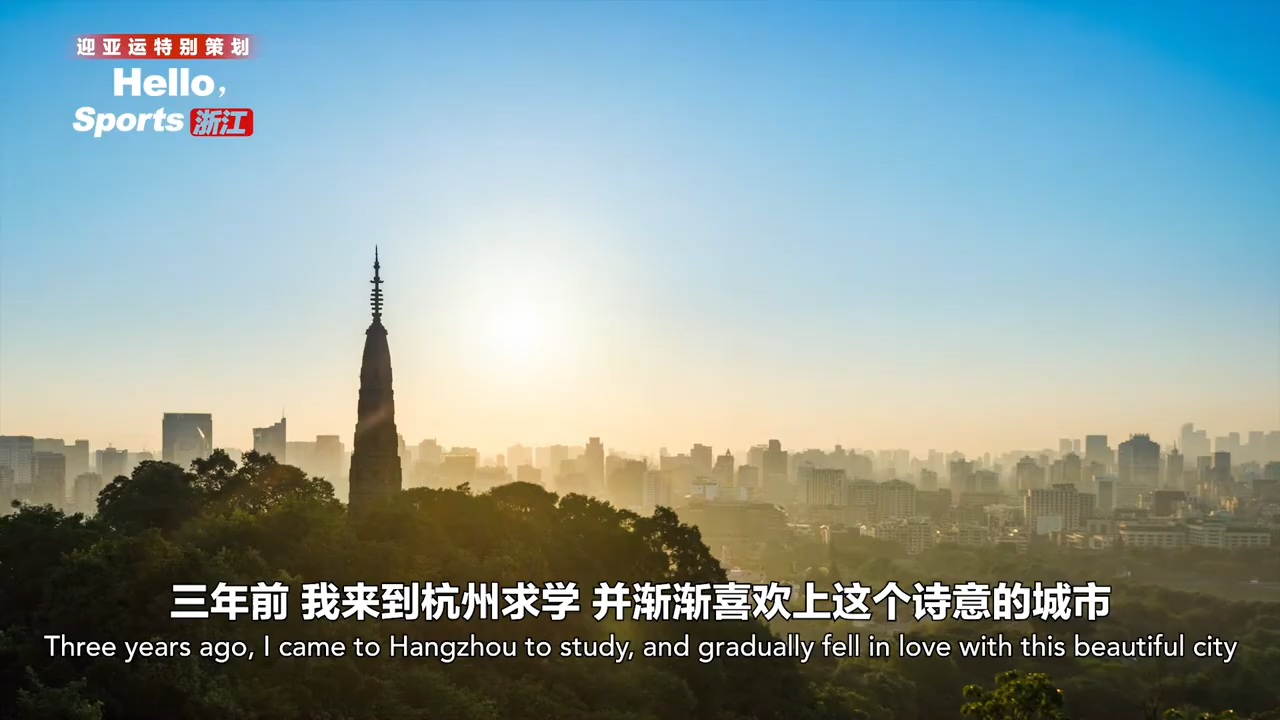 迎亚运特别策划
Hello,
Sports 浙江
三年前 我来到杭州求学 并渐渐喜欢上这个诗意的城市
Three years ago, I came to Hangzhou to study, and gradually fell in love with this beautiful city